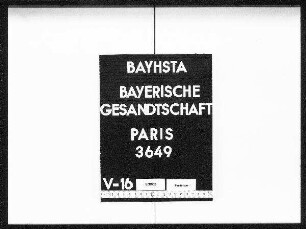 BAYHSTA
BAYERISCHE
GESANDTSCHAFT
PARIS
3649
V-16